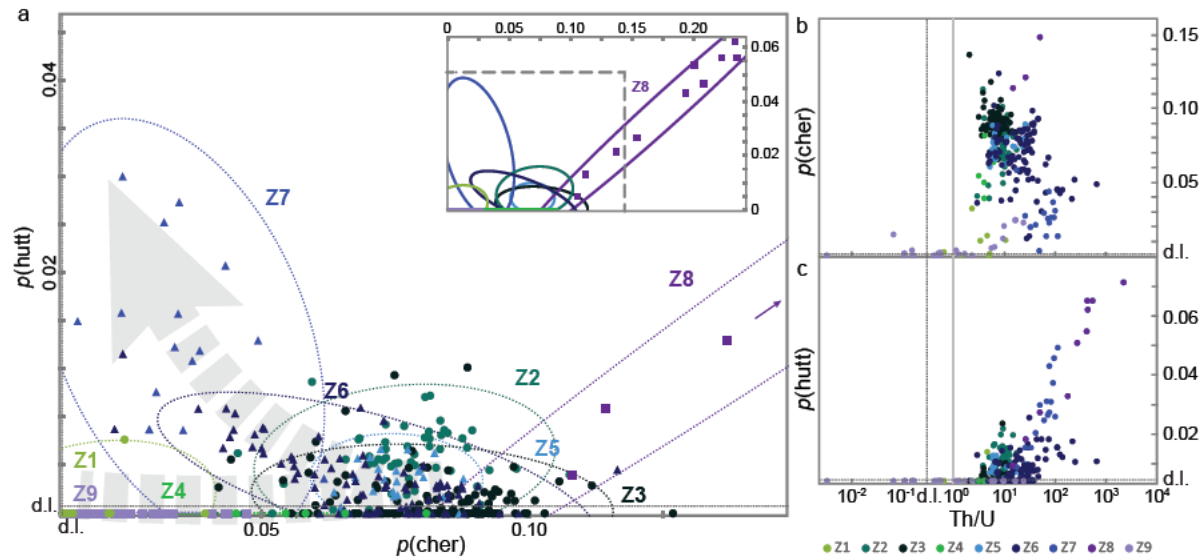 a
0.04
0.02
d.l.
p(hutt)
d.l.
0.05
0.10
p(cher)
Z7
Z6
Z2
Z5
Z8
Z1
Z9
Z4
Z3
0 0.05 0.10 0.15 0.20
0.06
0.04
0.02
0
Z8
b
0.15
0.10
0.05
d.l.
p(cher)
c
0.06
0.04
0.02
d.l.
p(hutt)
10⁻² 10⁻¹ d.l. 10⁰ 10¹ 10² 10³ 10⁴
Th/U
Z1 Z2 Z3 Z4 Z5 Z6 Z7 Z8 Z9